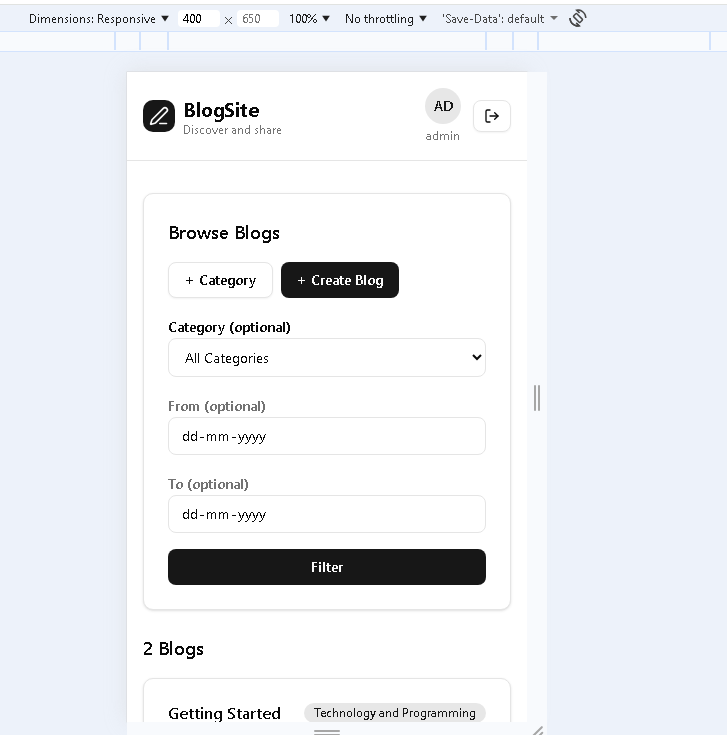 Dimensions: Responsive ▼ 400 × 650 100% ▼ No throttling ▼ 'Save-Data': default ▼
BlogSite
Discover and share
AD
admin
Browse Blogs
+ Category
+ Create Blog
Category (optional)
All Categories
From (optional)
dd-mm-yyyy
To (optional)
dd-mm-yyyy
Filter
2 Blogs
Getting Started Technology and Programming